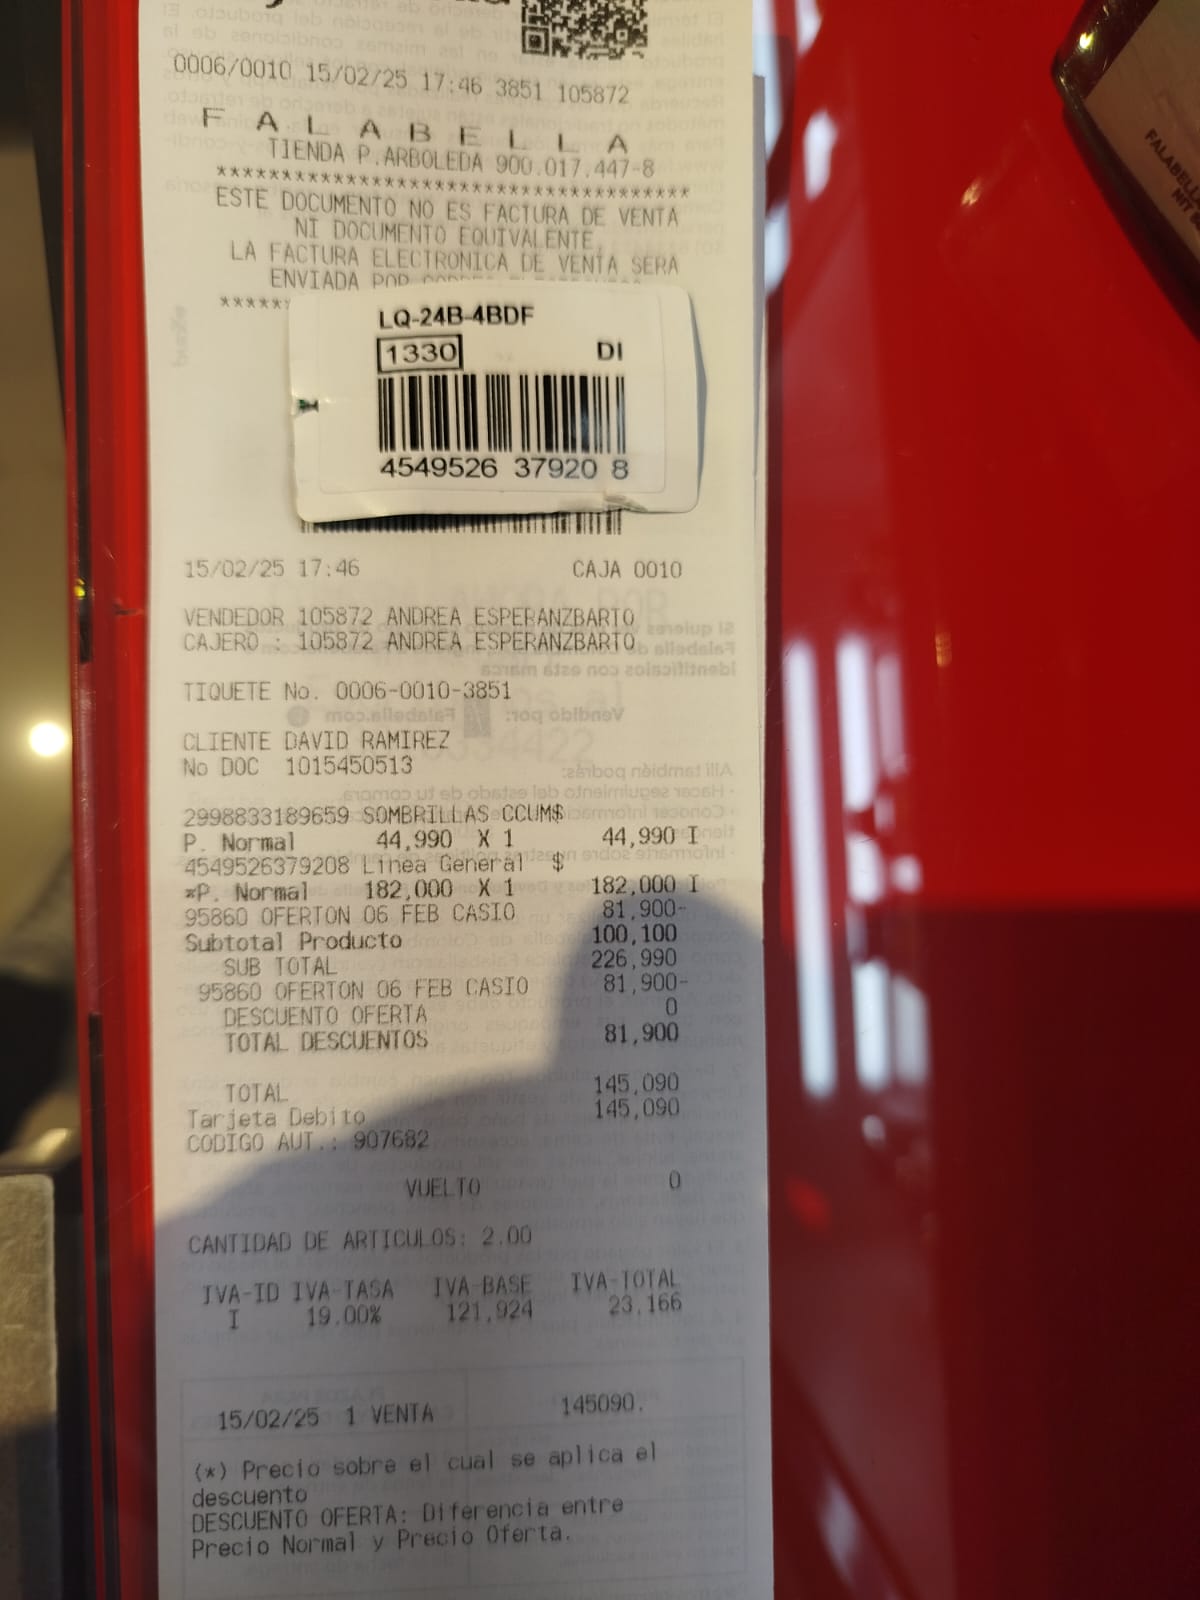 0006/0010 15/02/25 17:46 3851 105872
F A L A B E L L A
TIENDA P.ARBOLEDA 900.017.447-8
*************************************
ESTE DOCUMENTO NO ES FACTURA DE VENTA
NI DOCUMENTO EQUIVALENTE,
LA FACTURA ELECTRONICA DE VENTA SERA
ENVIADA POR
*****
LQ-24B-4BDF
1330 DI
4549526 37920 8
15/02/25 17:46 CAJA 0010
VENDEDOR 105872 ANDREA ESPERANZBARTO
CAJERO : 105872 ANDREA ESPERANZBARTO
TIQUETE No. 0006-0010-3851
CLIENTE DAVID RAMIREZ
No DOC 1015450513
2998833189659 SOMBRILLAS CCUM$
P. Normal 44,990 X 1 44,990 I
4549526379208 Linea General $
*P. Normal 182,000 X 1 182,000 I
95860 OFERTON 06 FEB CASIO 81,900-
Subtotal Producto 100,100
SUB TOTAL 226,990
95860 OFERTON 06 FEB CASIO 81,900-
DESCUENTO OFERTA 0
TOTAL DESCUENTOS 81,900
TOTAL 145,090
Tarjeta Debito 145,090
CODIGO AUT.: 907682
VUELTO 0
CANTIDAD DE ARTICULOS: 2.00
IVA-ID IVA-TASA IVA-BASE IVA-TOTAL
I 19.00% 121,924 23,166
15/02/25 1 VENTA 145090.
(*) Precio sobre el cual se aplica el
descuento
DESCUENTO OFERTA: Diferencia entre
Precio Normal y Precio Oferta.
FALABELLA
NIT